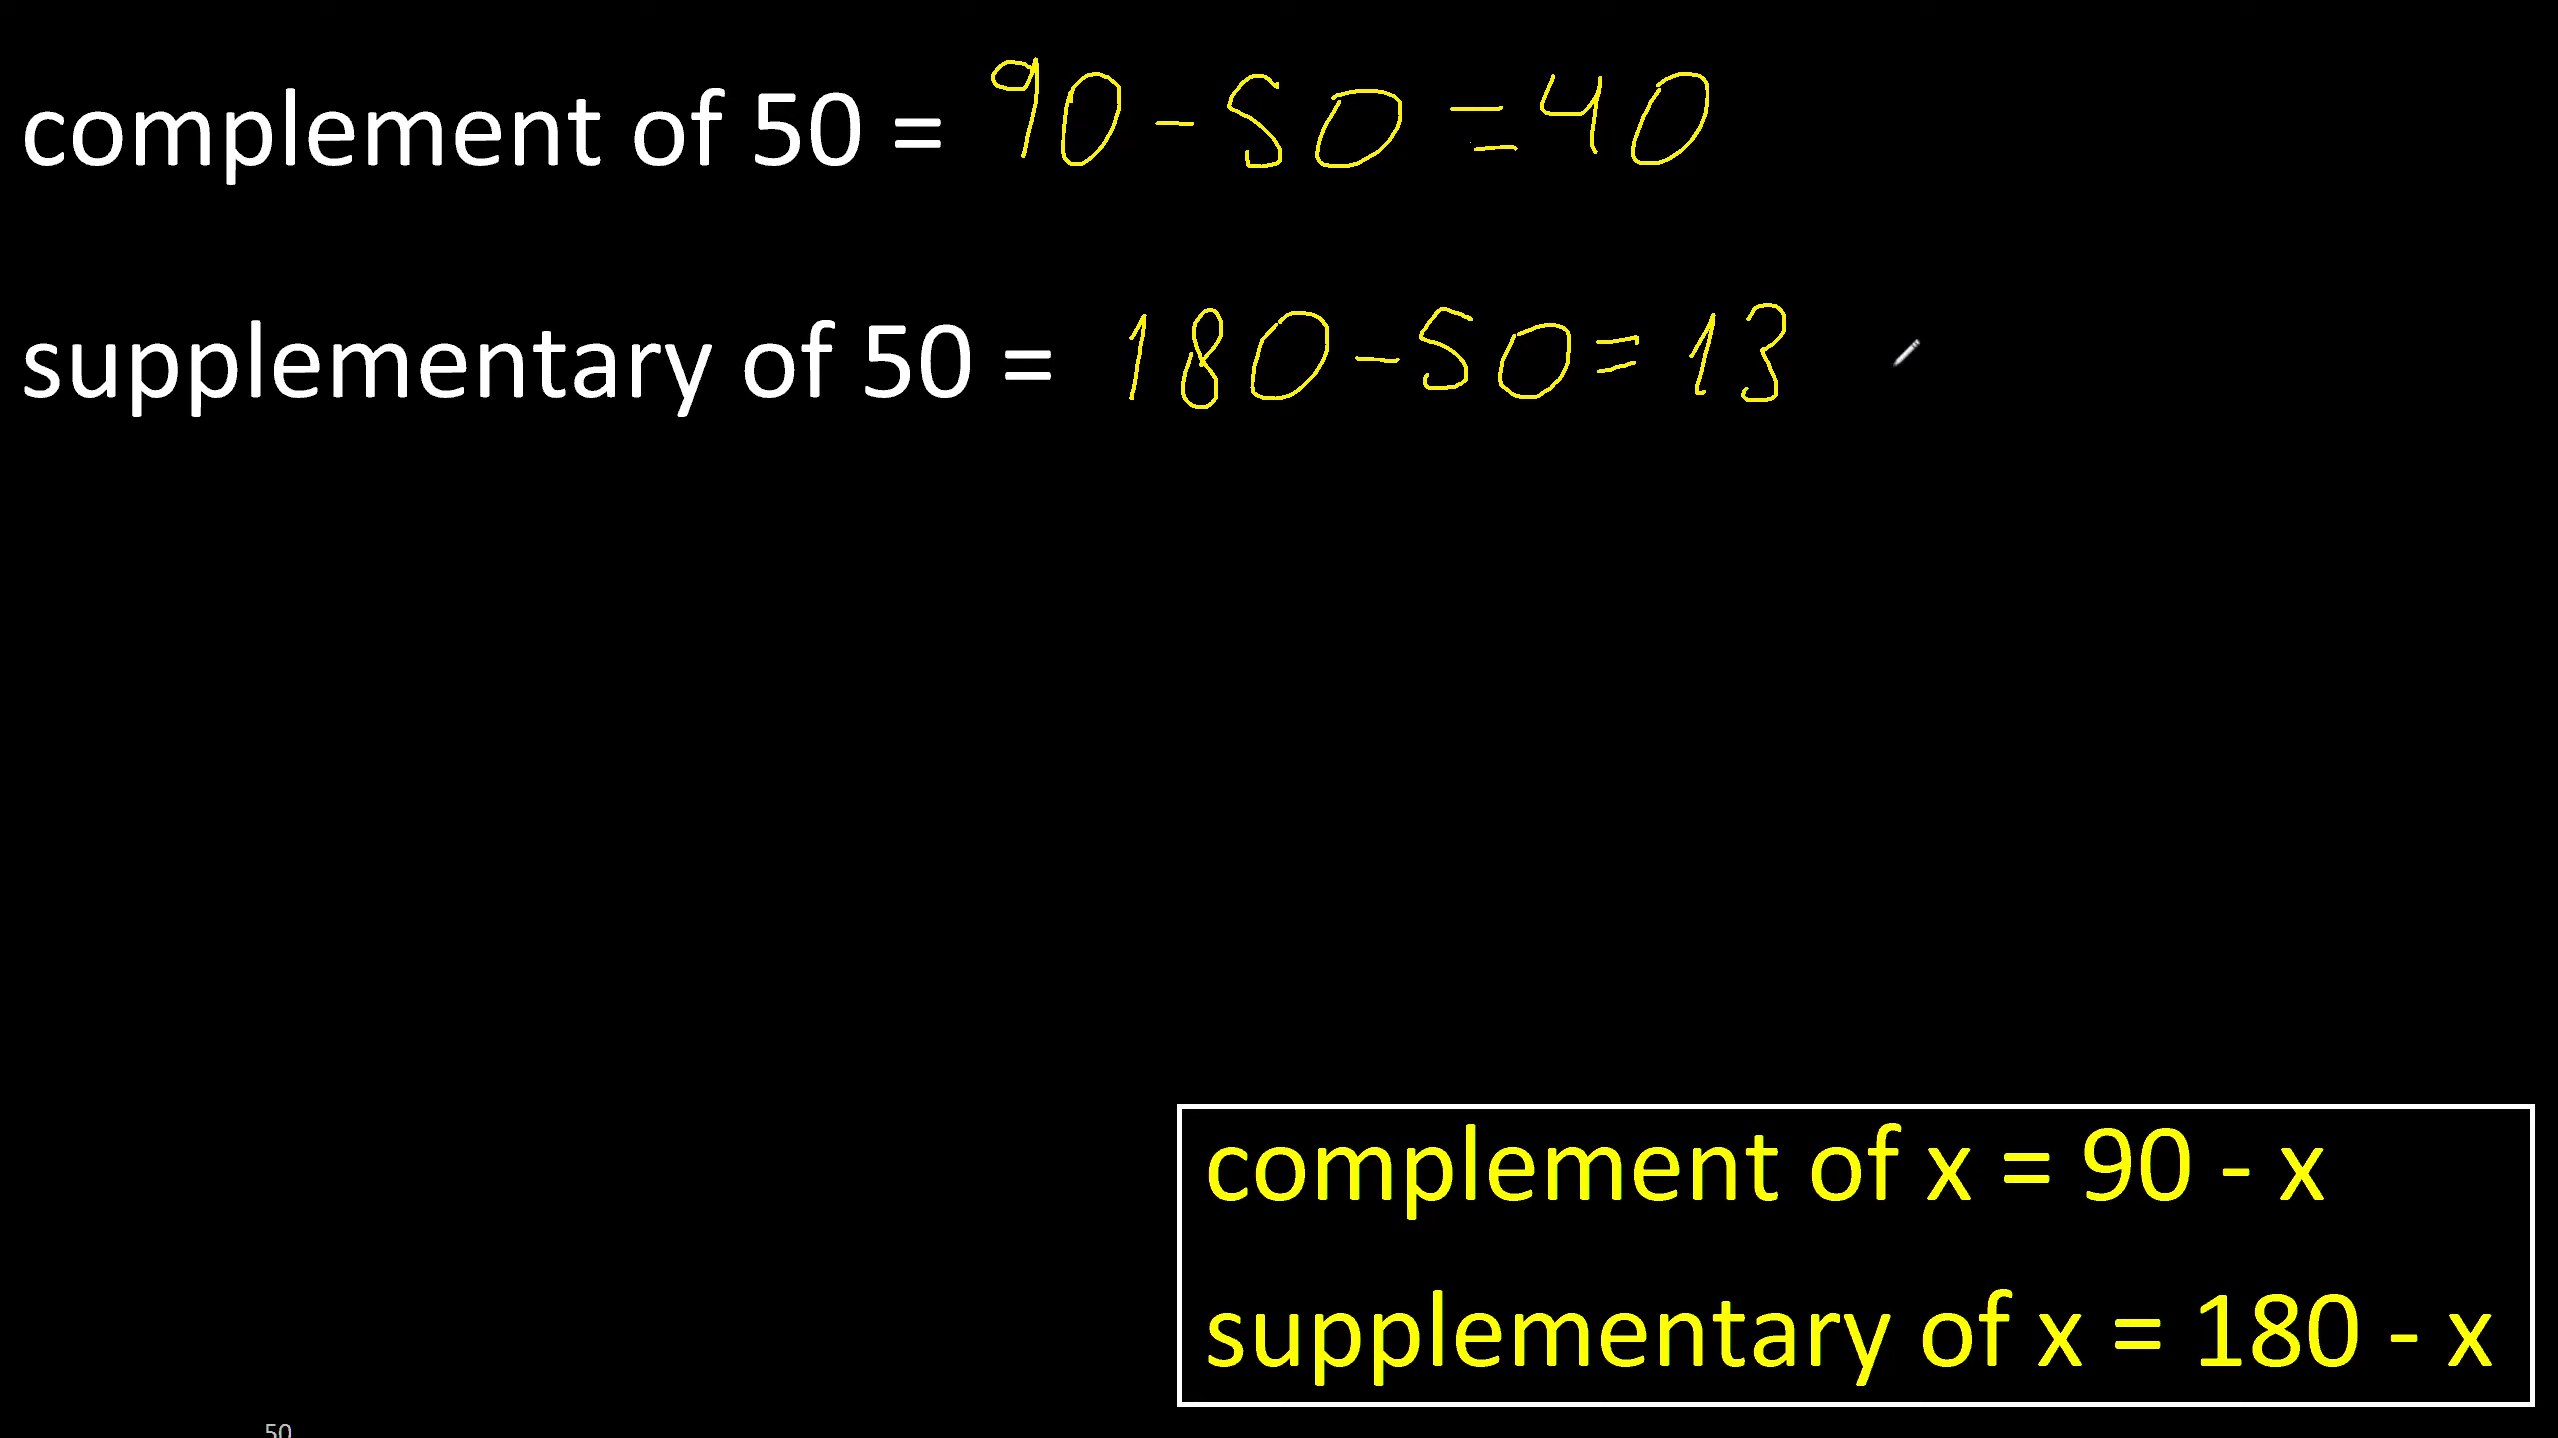 complement of 50 = 90 - 50 = 40
supplementary of 50 = 180 - 50 = 13
complement of x = 90 - x
supplementary of x = 180 - x
50